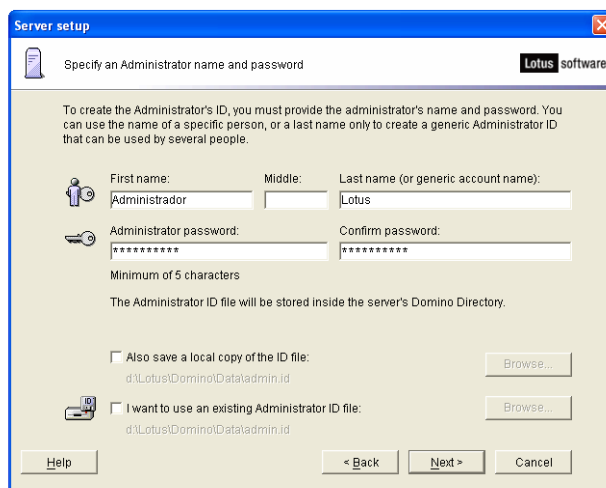 Server setup
Specify an Administrator name and password
Lotus software
To create the Administrator's ID, you must provide the administrator's name and password. You
can use the name of a specific person, or a last name only to create a generic Administrator ID
that can be used by several people.
First name: Middle: Last name (or generic account name):
Administrador Lotus
Administrator password: Confirm password:
********** **********
Minimum of 5 characters
The Administrator ID file will be stored inside the server's Domino Directory.
Also save a local copy of the ID file: Browse...
d:\Lotus\Domino\Data\admin.id
ID
I want to use an existing Administrator ID file: Browse...
d:\Lotus\Domino\Data\admin.id
Help < Back Next > Cancel